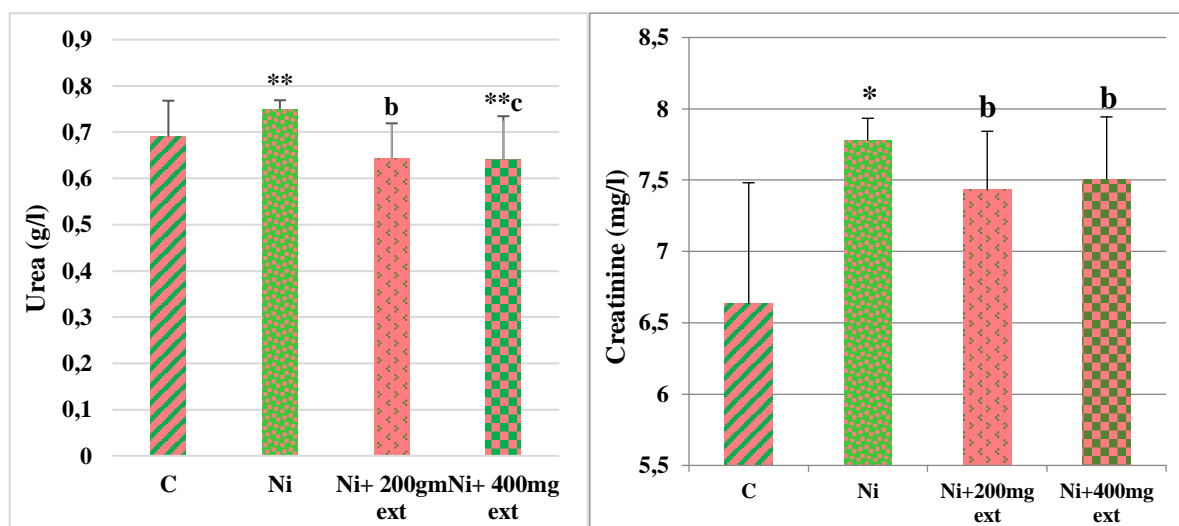 0,9
0,8
0,7
0,6
0,5
0,4
0,3
0,2
0,1
0
Urea (g/l)
**
b
**c
C
Ni
Ni+ 200gm
ext
Ni+ 400mg
ext
8,5
8
7,5
7
6,5
6
5,5
Creatinine (mg/l)
*
b
b
C
Ni
Ni+200mg
ext
Ni+400mg
ext